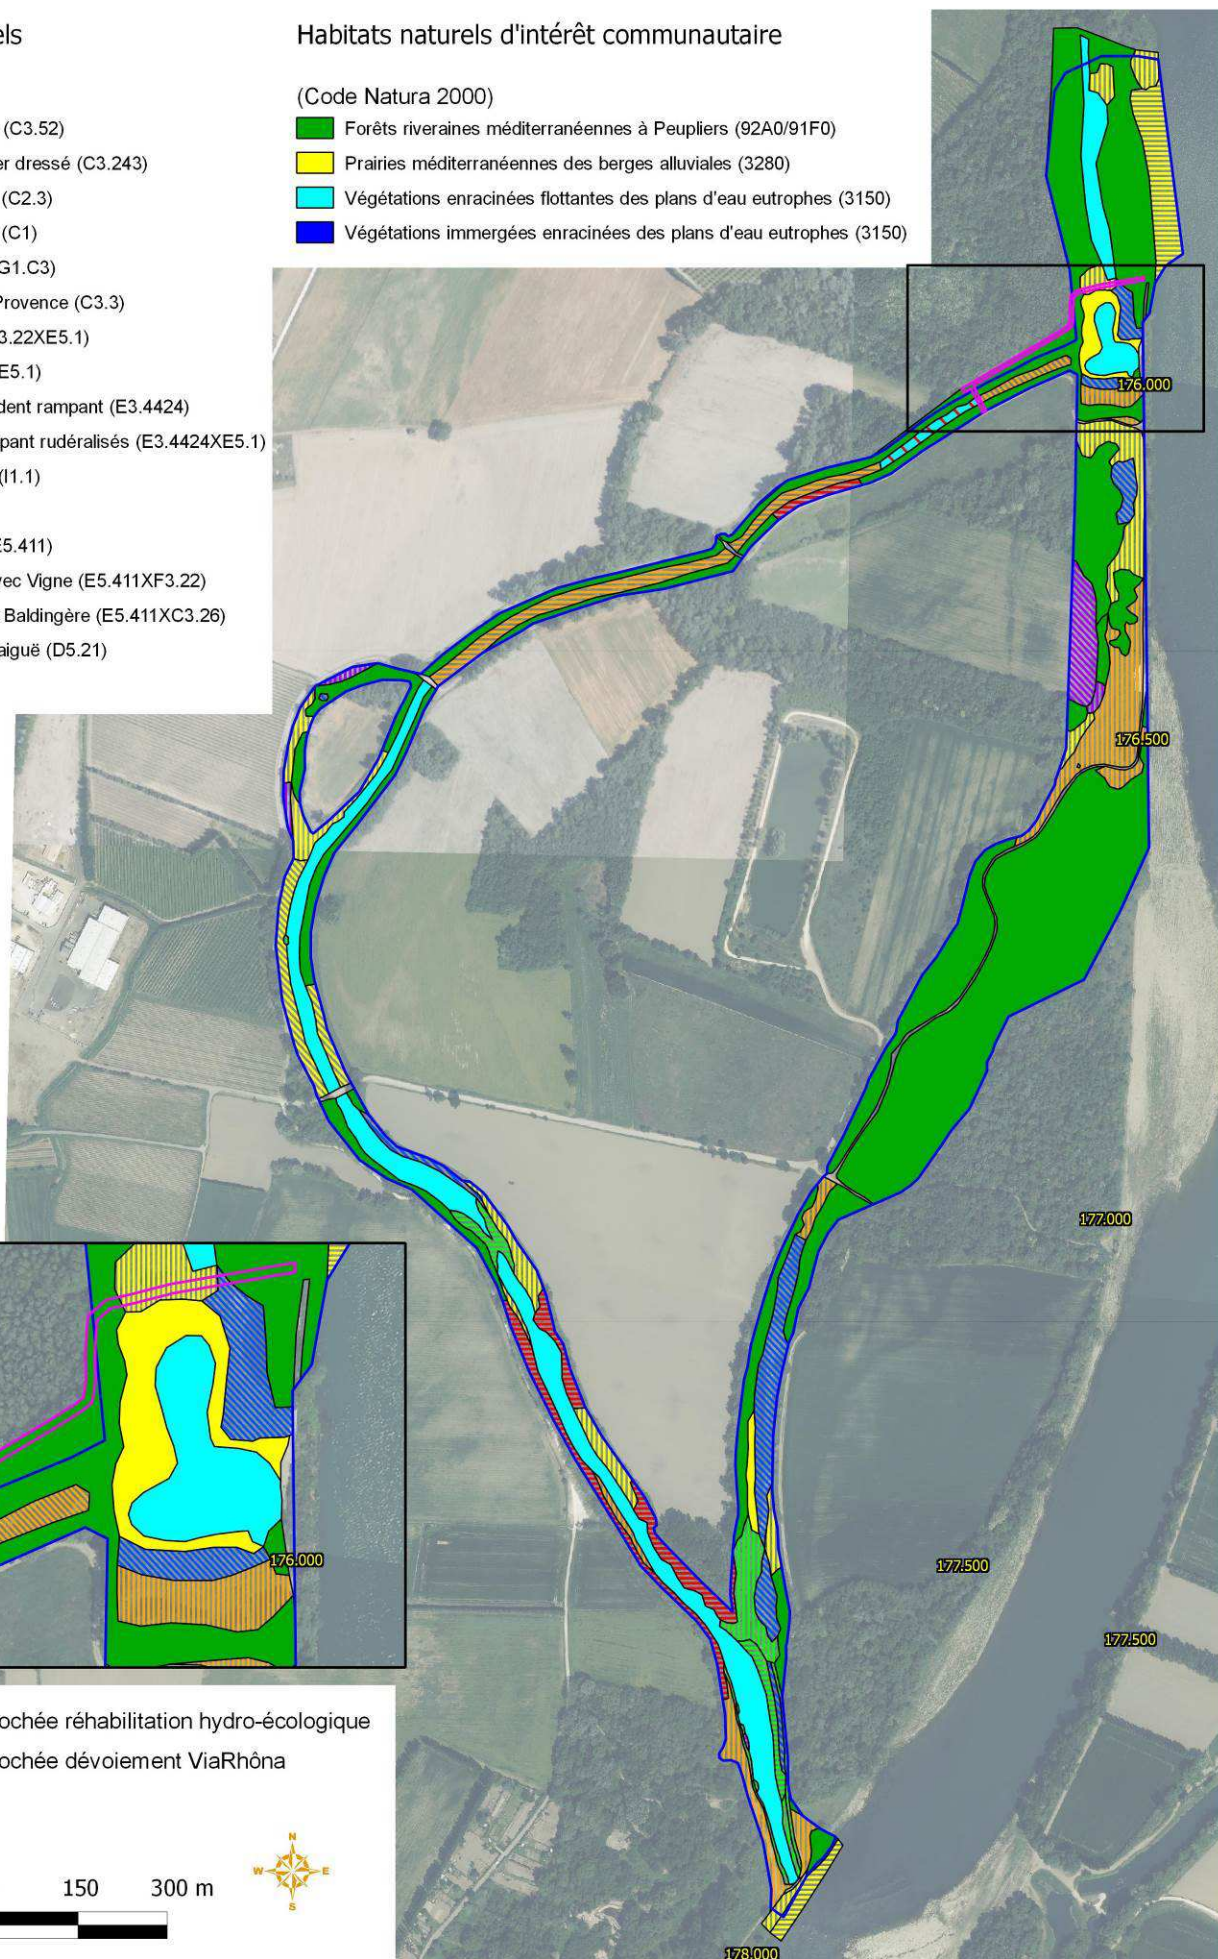 els
(C3.52)
er dressé (C3.243)
(C2.3)
(C1)
G1.C3)
Provence (C3.3)
3.22XE5.1)
E5.1)
dent rampant (E3.4424)
pant rudéralisés (E3.4424XE5.1)
(I1.1)
E5.411)
vec Vigne (E5.411XF3.22)
Baldingère (E5.411XC3.26)
aiguë (D5.21)
Habitats naturels d'intérêt communautaire
(Code Natura 2000)
Forêts riveraines méditerranéennes à Peupliers (92A0/91F0)
Prairies méditerranéennes des berges alluviales (3280)
Végétations enracinées flottantes des plans d'eau eutrophes (3150)
Végétations immergées enracinées des plans d'eau eutrophes (3150)
176.000
176.500
177.000
177.500
177.500
178.000
176.000
ochée réhabilitation hydro-écologique
ochée dévoiement ViaRhôna
150 300 m
N
W E
S